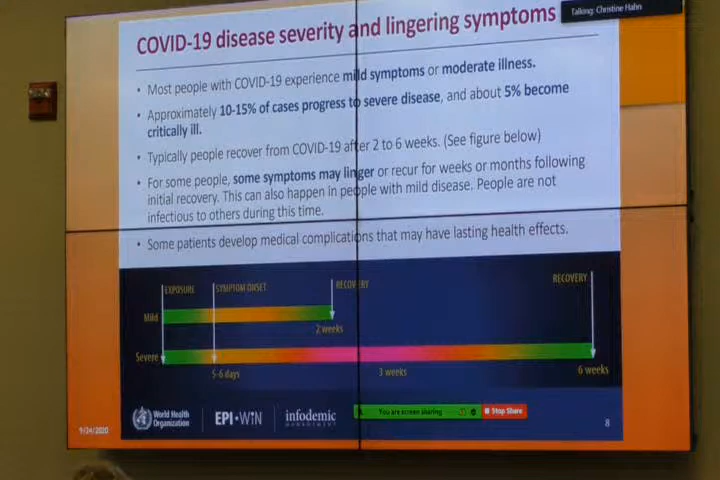 Talking: Christine Hahn
COVID-19 disease severity and lingering symptoms
• Most people with COVID-19 experience mild symptoms or moderate illness.
• Approximately 10-15% of cases progress to severe disease, and about 5% become
critically ill.
• Typically people recover from COVID-19 after 2 to 6 weeks. (See figure below)
• For some people, some symptoms may linger or recur for weeks or months following
initial recovery. This can also happen in people with mild disease. People are not
infectious to others during this time.
• Some patients develop medical complications that may have lasting health effects.
EXPOSURE
SYMPTOM ONSET
RECOVERY
RECOVERY
Mild
2 weeks
Severe
5-6 days
3 weeks
6 weeks
World Health
Organization
EPI•WIN
infodemic
MANAGEMENT
You are screen sharing
Stop Share
8
9/24/2020